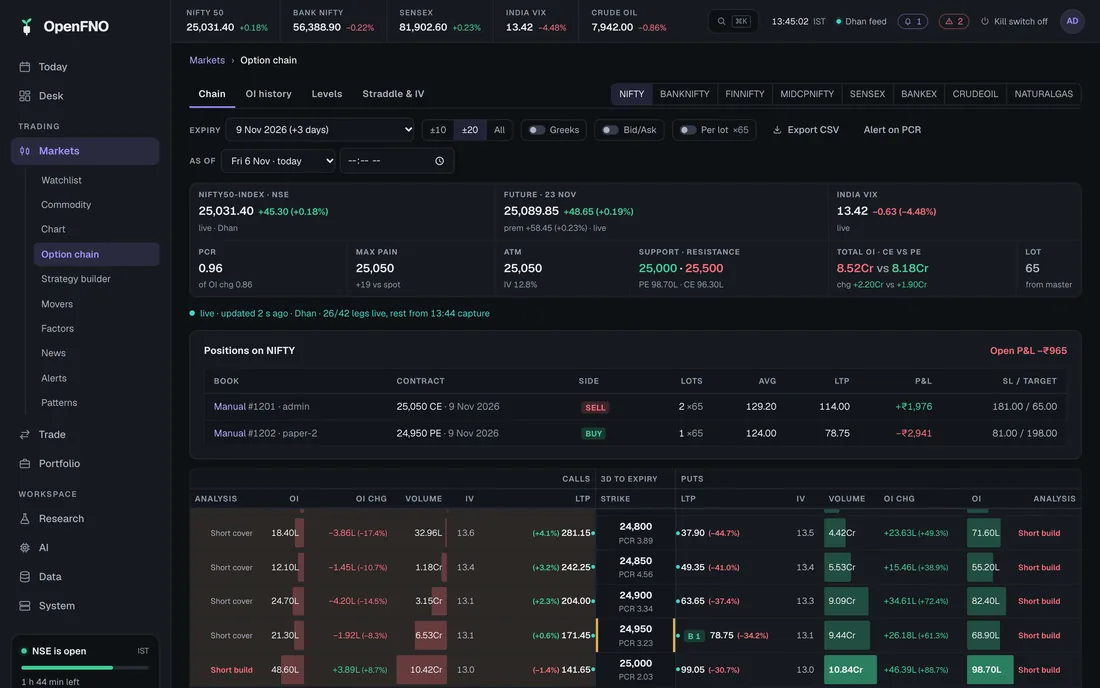 OpenFNO
NIFTY 50
25,031.40 +0.18%
BANK NIFTY
56,388.90 −0.22%
SENSEX
81,902.60 +0.23%
INDIA VIX
13.42 −4.48%
CRUDE OIL
7,942.00 −0.86%
⌘K
13:45:02 IST
Dhan feed
1
2
Kill switch off
AD
Today
Desk
TRADING
Markets
Watchlist
Commodity
Chart
Option chain
Strategy builder
Movers
Factors
News
Alerts
Patterns
Trade
Portfolio
WORKSPACE
Research
AI
Data
System
NSE is open IST
1 h 44 min left
Markets › Option chain
Chain OI history Levels Straddle & IV
NIFTY BANKNIFTY FINNIFTY MIDCPNIFTY SENSEX BANKEX CRUDEOIL NATURALGAS
EXPIRY 9 Nov 2026 (+3 days) ±10 ±20 All Greeks Bid/Ask Per lot ×65 Export CSV Alert on PCR
AS OF Fri 6 Nov · today --:-- --
NIFTY50-INDEX · NSE
25,031.40 +45.30 (+0.18%)
live · Dhan
FUTURE · 23 NOV
25,089.85 +48.65 (+0.19%)
prem +58.45 (+0.23%) · live
INDIA VIX
13.42 −0.63 (−4.48%)
live
PCR
0.96
of OI chg 0.86
MAX PAIN
25,050
+19 vs spot
ATM
25,050
IV 12.8%
SUPPORT · RESISTANCE
25,000 · 25,500
PE 98.70L · CE 96.30L
TOTAL OI · CE VS PE
8.52Cr vs 8.18Cr
chg +2.20Cr vs +1.90Cr
LOT
65
from master
live · updated 2 s ago · Dhan · 26/42 legs live, rest from 13:44 capture
Positions on NIFTY Open P&L −₹965
BOOK CONTRACT SIDE LOTS AVG LTP P&L SL / TARGET
Manual #1201 · admin 25,050 CE · 9 Nov 2026 SELL 2 ×65 129.20 114.00 +₹1,976 181.00 / 65.00
Manual #1202 · paper-2 24,950 PE · 9 Nov 2026 BUY 1 ×65 124.00 78.75 −₹2,941 81.00 / 198.00
CALLS 3D TO EXPIRY PUTS
ANALYSIS OI OI CHG VOLUME IV LTP STRIKE LTP IV VOLUME OI CHG OI ANALYSIS
Short cover 18.40L −3.86L (−17.4%) 32.96L 13.6 (+4.1%) 281.15 24,800 37.90 (−44.7%) 13.5 4.42Cr +23.63L (+49.3%) 71.60L Short build
PCR 3.89
Short cover 12.10L −1.45L (−10.7%) 1.18Cr 13.4 (+3.2%) 242.25 24,850 49.35 (−41.0%) 13.4 5.53Cr +15.46L (+38.9%) 55.20L Short build
PCR 4.56
Short cover 24.70L −4.20L (−14.5%) 3.15Cr 13.1 (+2.3%) 204.00 24,900 63.65 (−37.4%) 13.3 9.09Cr +34.61L (+72.4%) 82.40L Short build
PCR 3.34
Short cover 21.30L −1.92L (−8.3%) 6.53Cr 13.1 (+0.6%) 171.45 24,950 B 1 78.75 (−34.2%) 13.1 9.44Cr +26.18L (+61.3%) 68.90L Short build
PCR 3.23
Short build 48.60L +3.89L (+8.7%) 10.42Cr 13.0 (−1.4%) 141.65 25,000 99.05 (−30.7%) 13.0 10.84Cr +46.39L (+88.7%) 98.70L Short build
PCR 2.03